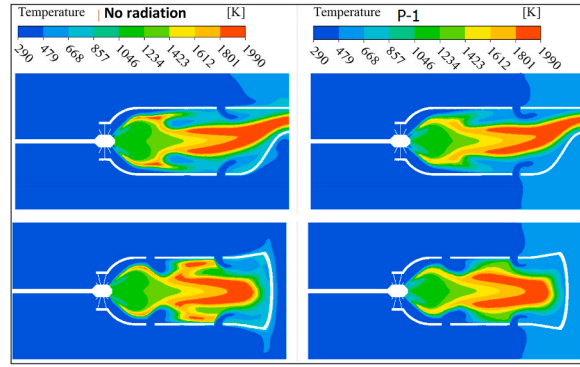 Temperature | No radiation [K]
290 479 668 857 1046 1234 1423 1612 1801 1990
Temperature | P-1 [K]
290 479 668 857 1046 1234 1423 1612 1801 1990